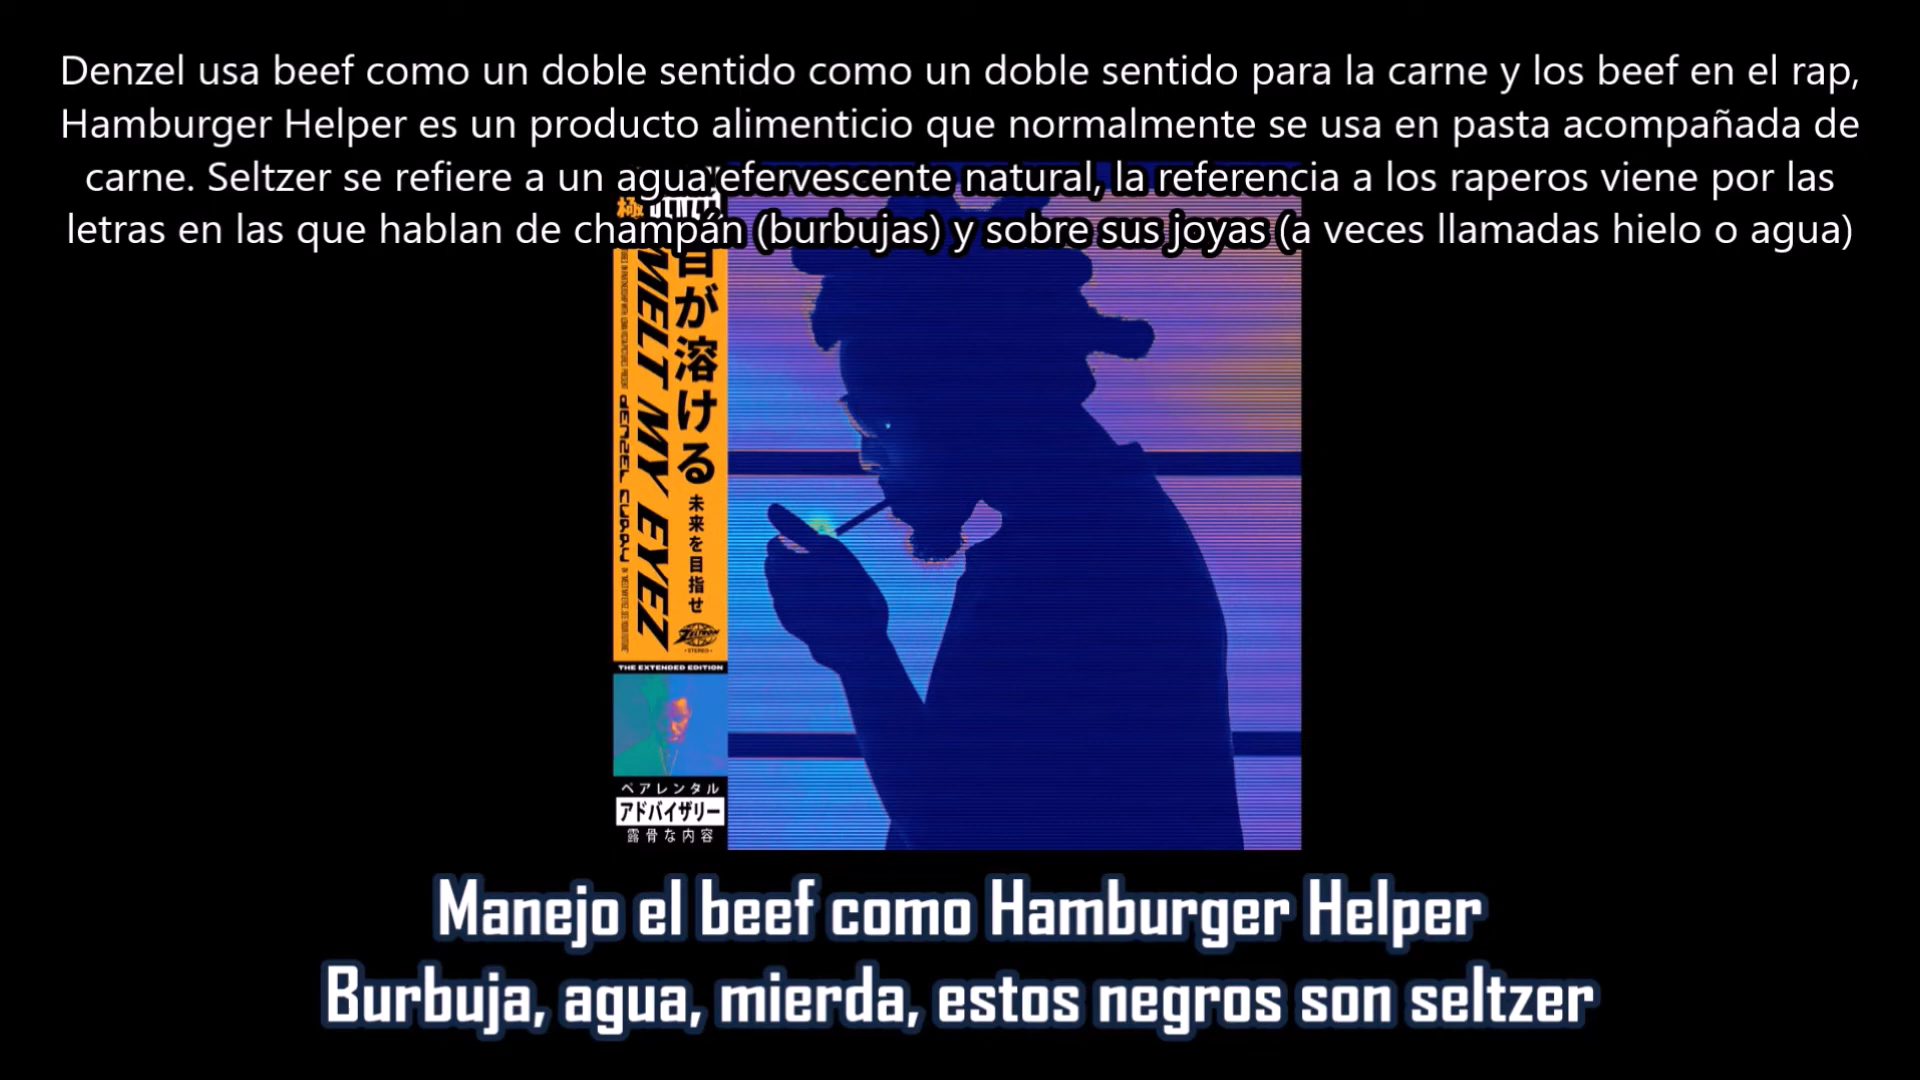 Denzel usa beef como un doble sentido como un doble sentido para la carne y los beef en el rap,
Hamburger Helper es un producto alimenticio que normalmente se usa en pasta acompañada de
carne. Seltzer se refiere a un agua efervescente natural, la referencia a los raperos viene por las
letras en las que hablan de champán (burbujas) y sobre sus joyas (a veces llamadas hielo o agua)
極
目が溶ける
未来を目指せ
MELT MY EYEZ
DENZEL CURRY
ZELTRON
STEREO
THE EXTENDED EDITION
ペアレンタル
アドバイザリー
露骨な内容
Manejo el beef como Hamburger Helper
Burbuja, agua, mierda, estos negros son seltzer